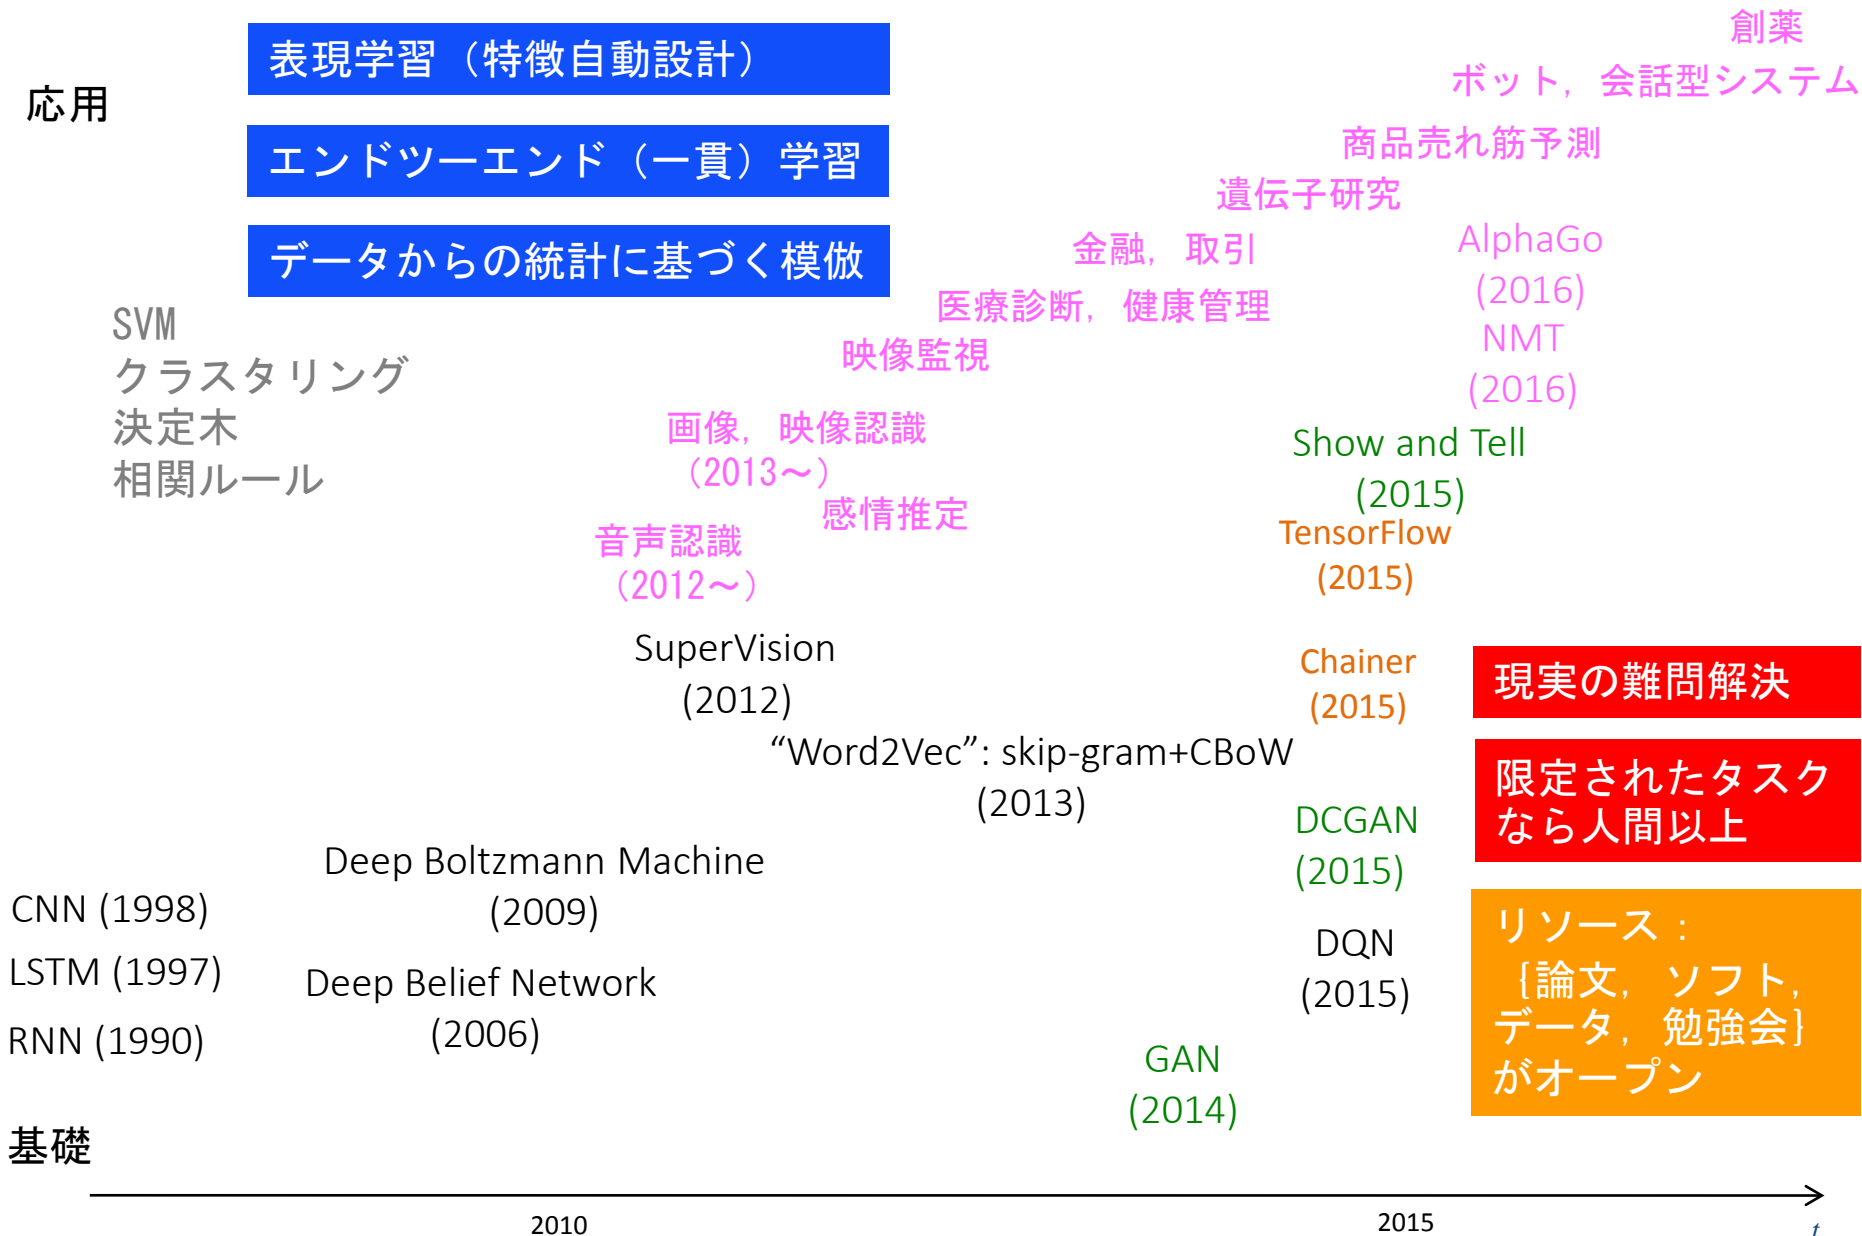 創薬
表現学習（特徴自動設計）
ボット，会話型システム
応用
商品売れ筋予測
エンドツーエンド（一貫）学習
遺伝子研究
データからの統計に基づく模倣
金融，取引
AlphaGo
(2016)
医療診断，健康管理
SVM
クラスタリング
決定木
相関ルール
NMT
(2016)
映像監視
画像，映像認識
（2013～）
Show and Tell
(2015)
感情推定
音声認識
（2012～）
TensorFlow
(2015)
SuperVision
(2012)
Chainer
(2015)
現実の難問解決
“Word2Vec”: skip-gram+CBoW
(2013)
限定されたタスク
なら人間以上
DCGAN
(2015)
Deep Boltzmann Machine
(2009)
CNN (1998)
LSTM (1997)
RNN (1990)
Deep Belief Network
(2006)
DQN
(2015)
リソース：
｛論文，ソフト，
データ，勉強会｝
がオープン
GAN
(2014)
基礎
2010
2015
t